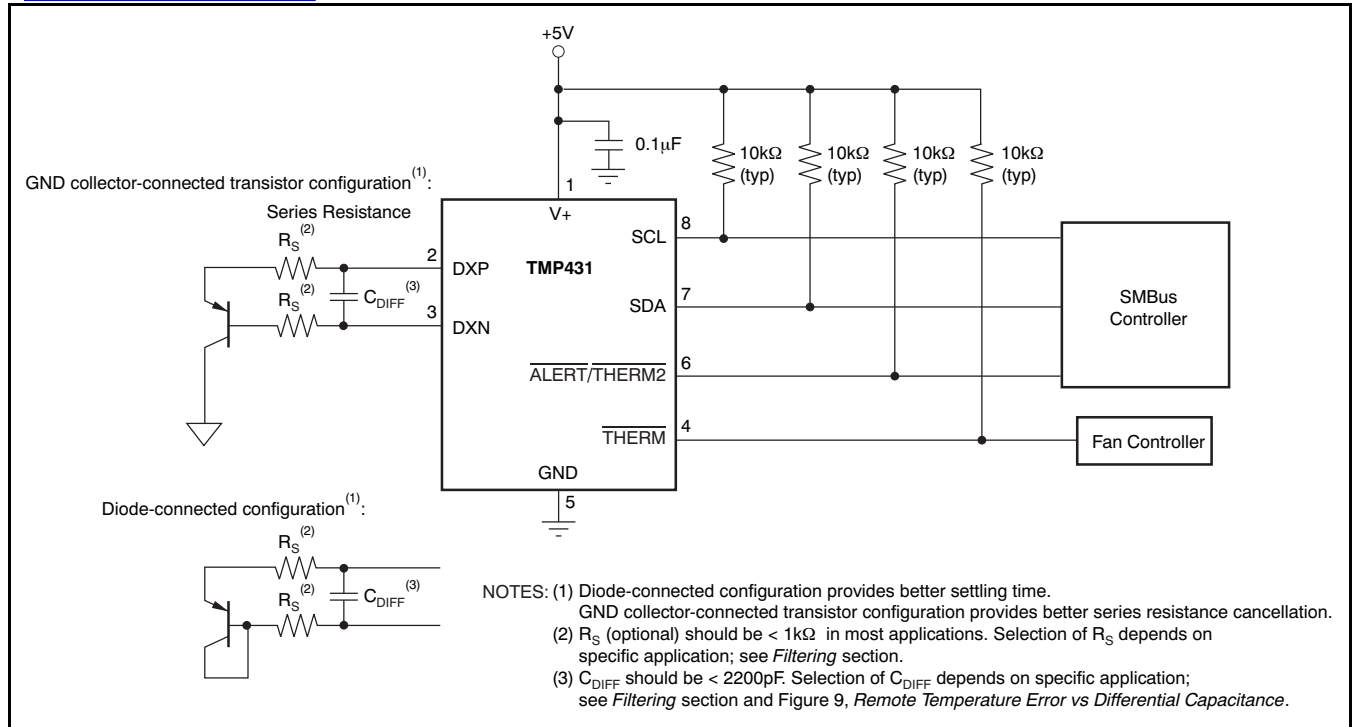 +5V
0.1μF
10kΩ
(typ)
10kΩ
(typ)
10kΩ
(typ)
10kΩ
(typ)
GND collector-connected transistor configuration(1):
Series Resistance
RS(2)
RS(2)
CDIFF(3)
1
V+
2
DXP
3
DXN
TMP431
SCL
8
SDA
7
ALERT/THERM2
6
THERM
4
GND
5
SMBus
Controller
Fan Controller
Diode-connected configuration(1):
RS(2)
RS(2)
CDIFF(3)
NOTES: (1) Diode-connected configuration provides better settling time.
GND collector-connected transistor configuration provides better series resistance cancellation.
(2) RS (optional) should be < 1kΩ in most applications. Selection of RS depends on
specific application; see Filtering section.
(3) CDIFF should be < 2200pF. Selection of CDIFF depends on specific application;
see Filtering section and Figure 9, Remote Temperature Error vs Differential Capacitance.